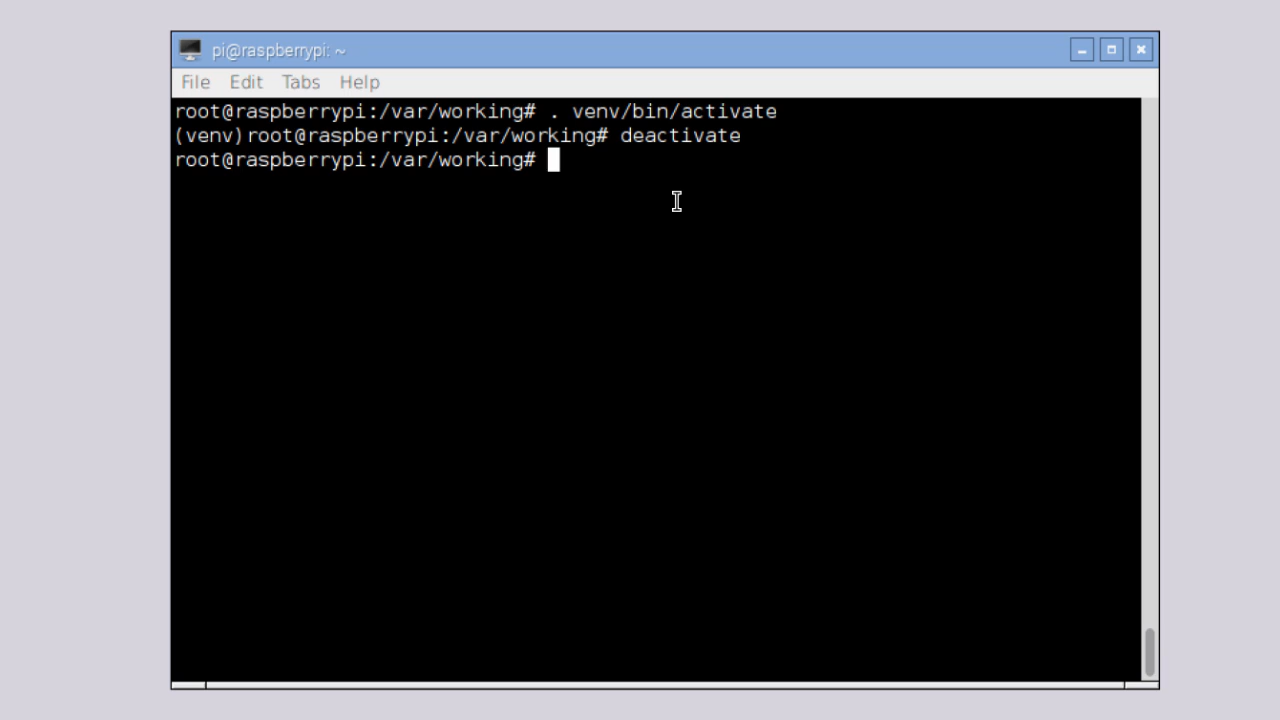 pi@raspberrypi: ~
File Edit Tabs Help
root@raspberrypi:/var/working# . venv/bin/activate
(venv)root@raspberrypi:/var/working# deactivate
root@raspberrypi:/var/working#